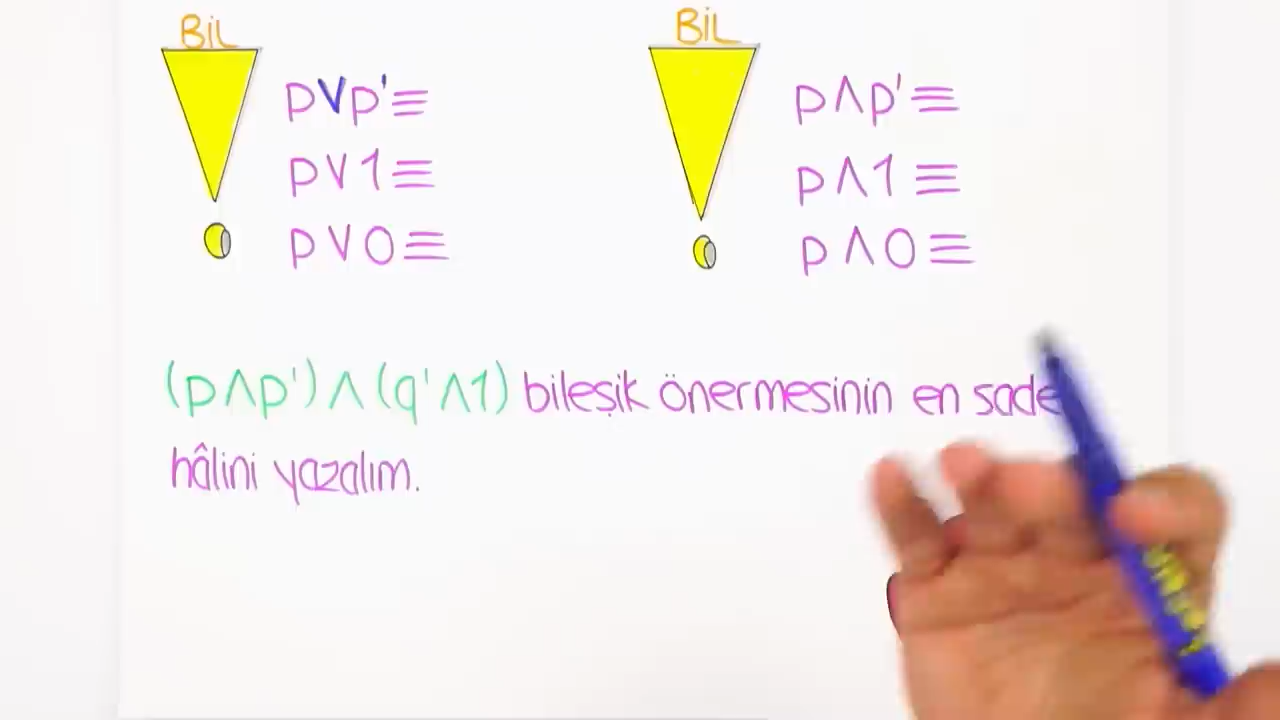 BİL
p∨p'≡
p∨1≡
p∨0≡
BİL
p∧p'≡
p∧1≡
p∧0≡
(p∧p')∧(q'∧1) bileşik önermesinin en sade
hâlini yazalım.